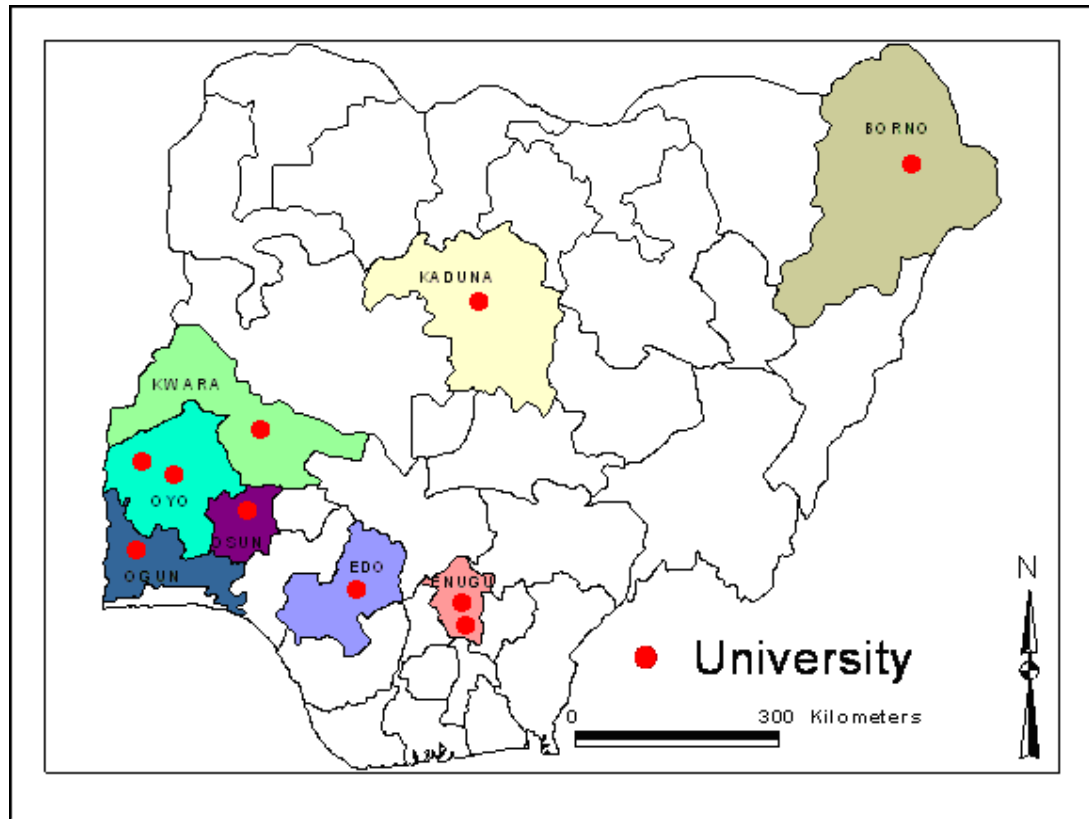 BORNO
KADUNA
KWARA
OYO
OSUN
OGUN
EDO
ENUGU
N
University
0 300 Kilometers